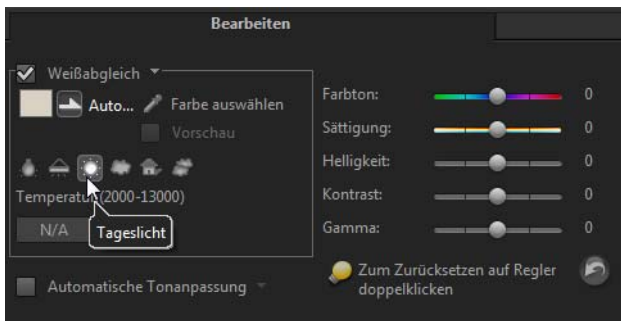 Bearbeiten
Weißabgleich
Auto... Farbe auswählen
Vorschau
Temperatur (2000-13000)
N/A
Tageslicht
Automatische Tonanpassung
Farbton: 0
Sättigung: 0
Helligkeit: 0
Kontrast: 0
Gamma: 0
Zum Zurücksetzen auf Regler
doppelklicken